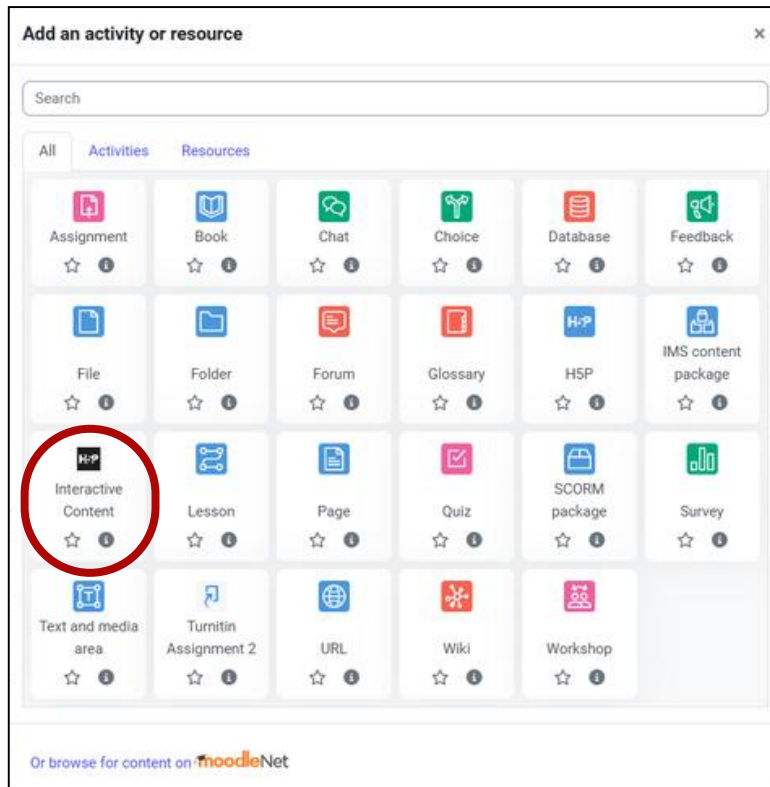 Add an activity or resource ×
Search
All Activities Resources
Assignment Book Chat Choice Database Feedback
H5P
IMS content
File Folder Forum Glossary H5P package
H5P
Interactive SCORM
Content Lesson Page Quiz package Survey
T
Text and media Turnitin
area Assignment 2 URL Wiki Workshop
Or browse for content on moodleNet